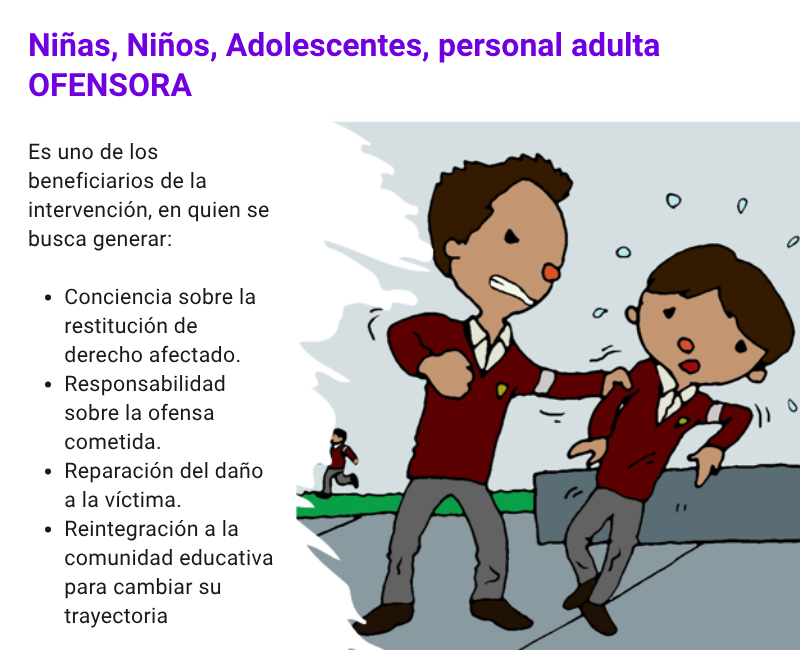 Niñas, Niños, Adolescentes, personal adulta
OFENSORA
Es uno de los
beneficiarios de la
intervención, en quien se
busca generar:
• Conciencia sobre la
restitución de
derecho afectado.
• Responsabilidad
sobre la ofensa
cometida.
• Reparación del daño
a la víctima.
• Reintegración a la
comunidad educativa
para cambiar su
trayectoria